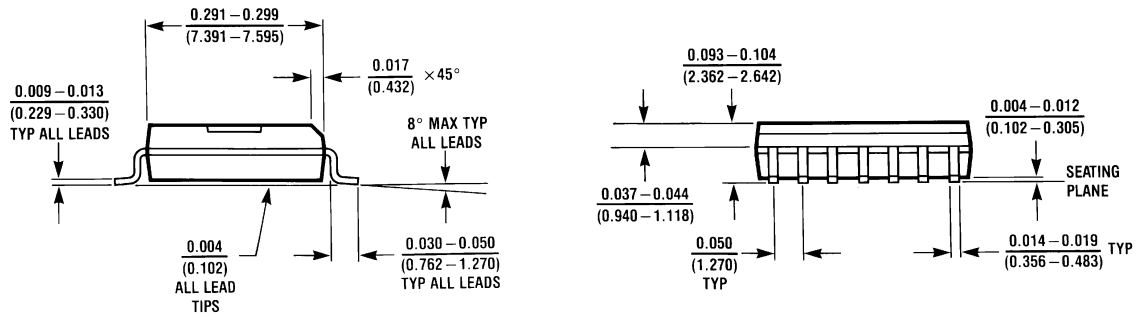 0.291 – 0.299
(7.391 – 7.595)
0.017
(0.432)
×45°
0.009 – 0.013
(0.229 – 0.330)
TYP ALL LEADS
8° MAX TYP
ALL LEADS
0.004
(0.102)
ALL LEAD
TIPS
0.030 – 0.050
(0.762 – 1.270)
TYP ALL LEADS
0.093 – 0.104
(2.362 – 2.642)
0.004 – 0.012
(0.102 – 0.305)
SEATING
PLANE
0.037 – 0.044
(0.940 – 1.118)
0.050
(1.270)
TYP
0.014 – 0.019
(0.356 – 0.483)
TYP